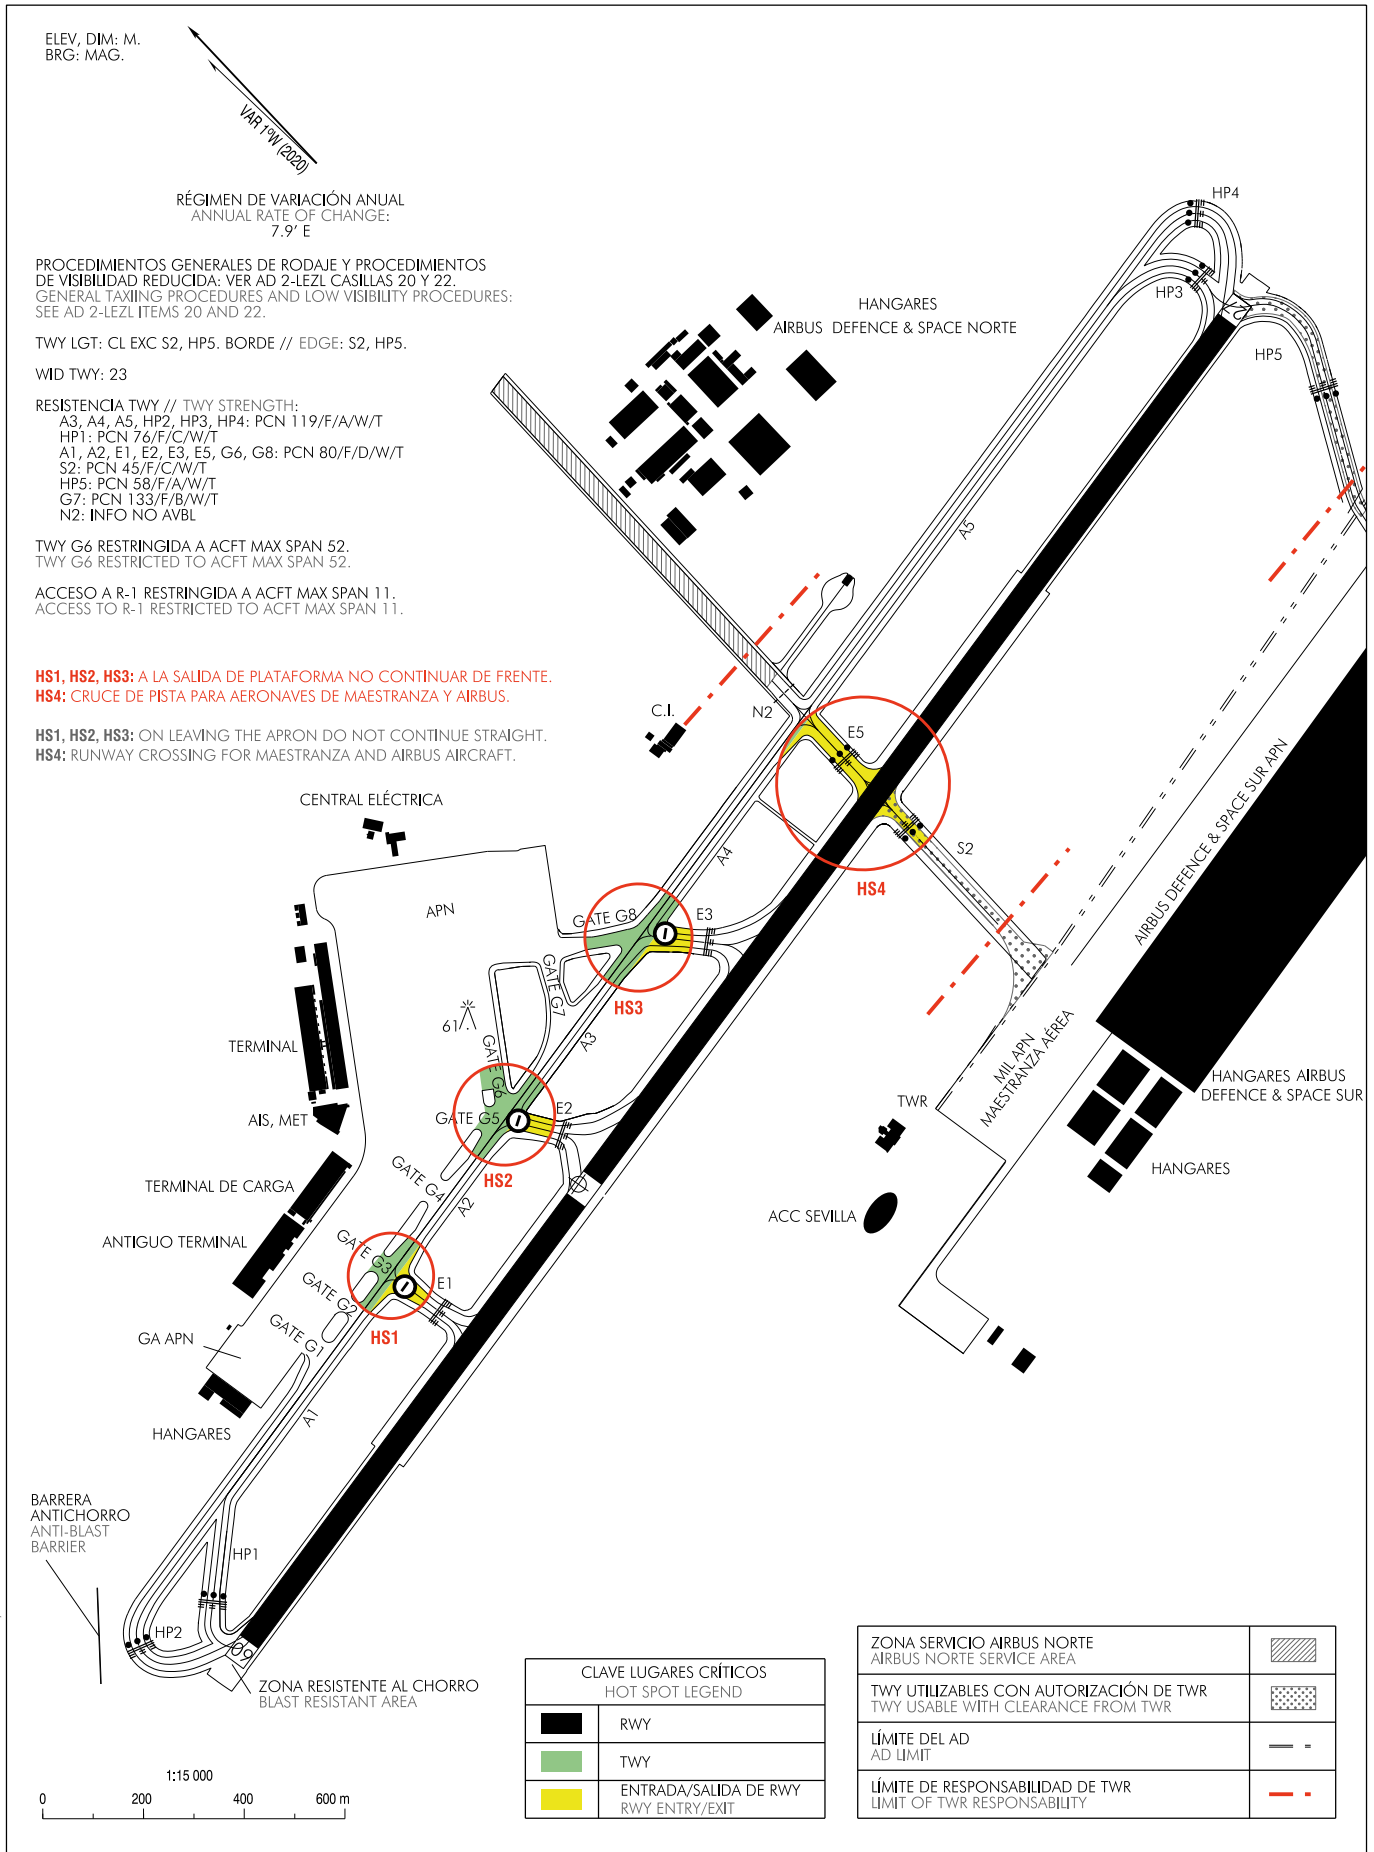 ELEV, DIM: M.
BRG: MAG.
VAR 1ºW (2020)
RÉGIMEN DE VARIACIÓN ANUAL
ANNUAL RATE OF CHANGE:
7.9' E
PROCEDIMIENTOS GENERALES DE RODAJE Y PROCEDIMIENTOS
DE VISIBILIDAD REDUCIDA: VER AD 2-LEZL CASILLAS 20 Y 22.
GENERAL TAXIING PROCEDURES AND LOW VISIBILITY PROCEDURES:
SEE AD 2-LEZL ITEMS 20 AND 22.
TWY LGT: CL EXC S2, HP5. BORDE // EDGE: S2, HP5.
WID TWY: 23
RESISTENCIA TWY // TWY STRENGTH:
A3, A4, A5, HP2, HP3, HP4: PCN 119/F/A/W/T
HP1: PCN 76/F/C/W/T
A1, A2, E1, E2, E3, E5, G6, G8: PCN 80/F/D/W/T
S2: PCN 45/F/C/W/T
HP5: PCN 58/F/A/W/T
G7: PCN 133/F/B/W/T
N2: INFO NO AVBL
TWY G6 RESTRINGIDA A ACFT MAX SPAN 52.
TWY G6 RESTRICTED TO ACFT MAX SPAN 52.
ACCESO A R-1 RESTRINGIDA A ACFT MAX SPAN 11.
ACCESS TO R-1 RESTRICTED TO ACFT MAX SPAN 11.
HS1, HS2, HS3: A LA SALIDA DE PLATAFORMA NO CONTINUAR DE FRENTE.
HS4: CRUCE DE PISTA PARA AERONAVES DE MAESTRANZA Y AIRBUS.
HS1, HS2, HS3: ON LEAVING THE APRON DO NOT CONTINUE STRAIGHT.
HS4: RUNWAY CROSSING FOR MAESTRANZA AND AIRBUS AIRCRAFT.
HP4
HP3
27
HP5
HANGARES
AIRBUS DEFENCE & SPACE NORTE
A5
N2
C.I.
E5
HS4
S2
A4
AIRBUS DEFENCE & SPACE SUR APN
CENTRAL ELÉCTRICA
APN
GATE G8
E3
HS3
GATE G7
A3
61
GATE G6
GATE G5
E2
HS2
GATE G4
A2
GATE G3
E1
HS1
GATE G2
GATE G1
A1
TERMINAL
AIS, MET
TERMINAL DE CARGA
ANTIGUO TERMINAL
GA APN
HANGARES
MIL APN
MAESTRANZA AÉREA
TWR
ACC SEVILLA
HANGARES AIRBUS
DEFENCE & SPACE SUR
HANGARES
BARRERA
ANTICHORRO
ANTI-BLAST
BARRIER
HP1
HP2
09
ZONA RESISTENTE AL CHORRO
BLAST RESISTANT AREA
1:15 000
0 200 400 600 m
CLAVE LUGARES CRÍTICOS
HOT SPOT LEGEND
RWY
TWY
ENTRADA/SALIDA DE RWY
RWY ENTRY/EXIT
ZONA SERVICIO AIRBUS NORTE
AIRBUS NORTE SERVICE AREA
TWY UTILIZABLES CON AUTORIZACIÓN DE TWR
TWY USABLE WITH CLEARANCE FROM TWR
LÍMITE DEL AD
AD LIMIT
LÍMITE DE RESPONSABILIDAD DE TWR
LIMIT OF TWR RESPONSABILITY